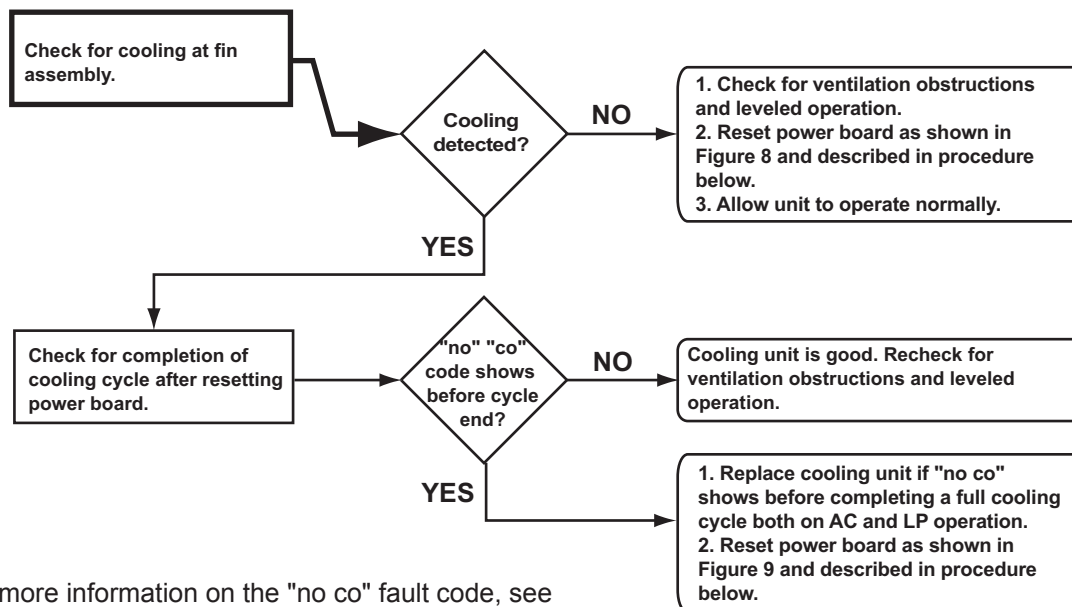 Check for cooling at fin
assembly.
Cooling
detected?
NO
1. Check for ventilation obstructions
and leveled operation.
2. Reset power board as shown in
Figure 8 and described in procedure
below.
3. Allow unit to operate normally.
YES
Check for completion of
cooling cycle after resetting
power board.
"no" "co"
code shows
before cycle
end?
NO
Cooling unit is good. Recheck for
ventilation obstructions and leveled
operation.
YES
1. Replace cooling unit if "no co"
shows before completing a full cooling
cycle both on AC and LP operation.
2. Reset power board as shown in
Figure 9 and described in procedure
below.
more information on the "no co" fault code, see